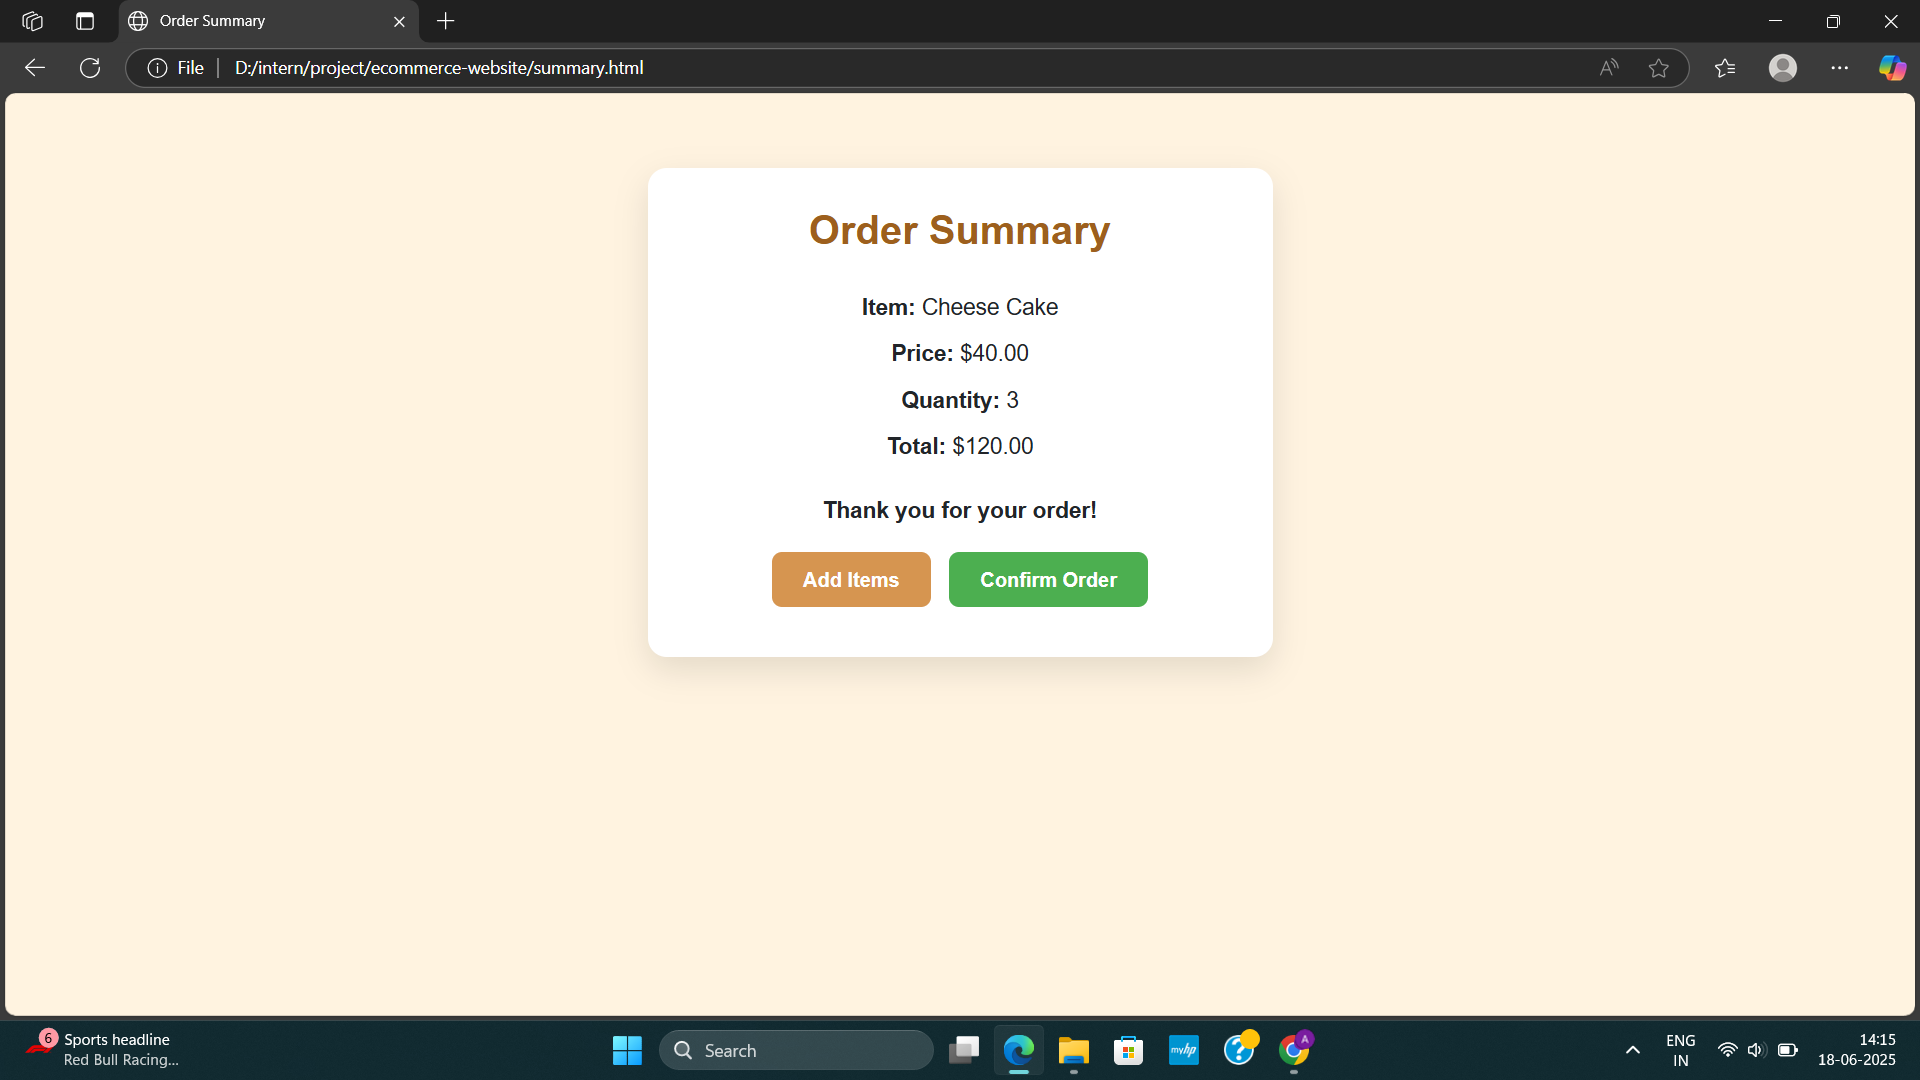 Order Summary
File
D:/intern/project/ecommerce-website/summary.html
Order Summary
Item: Cheese Cake
Price: $40.00
Quantity: 3
Total: $120.00
Thank you for your order!
Add Items
Confirm Order
6
Sports headline
Red Bull Racing...
Search
myhp
A
ENG
IN
14:15
18-06-2025